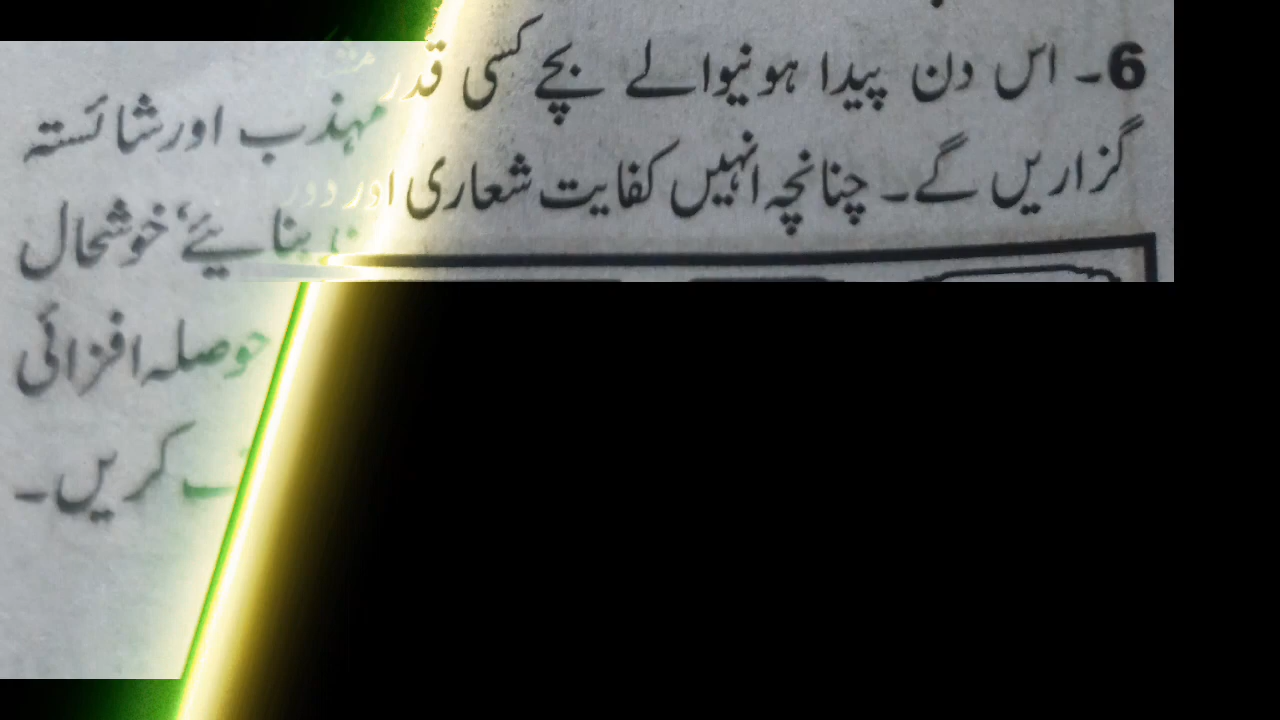 6۔ اس دن پیدا ہونیوالے بچے کسی قدر
گزاریں گے۔ چنانچہ انہیں کفایت شعاری اور دور
مہذب اور شائستہ
بنایئے، خوشحال
حوصلہ افزائی
کریں۔